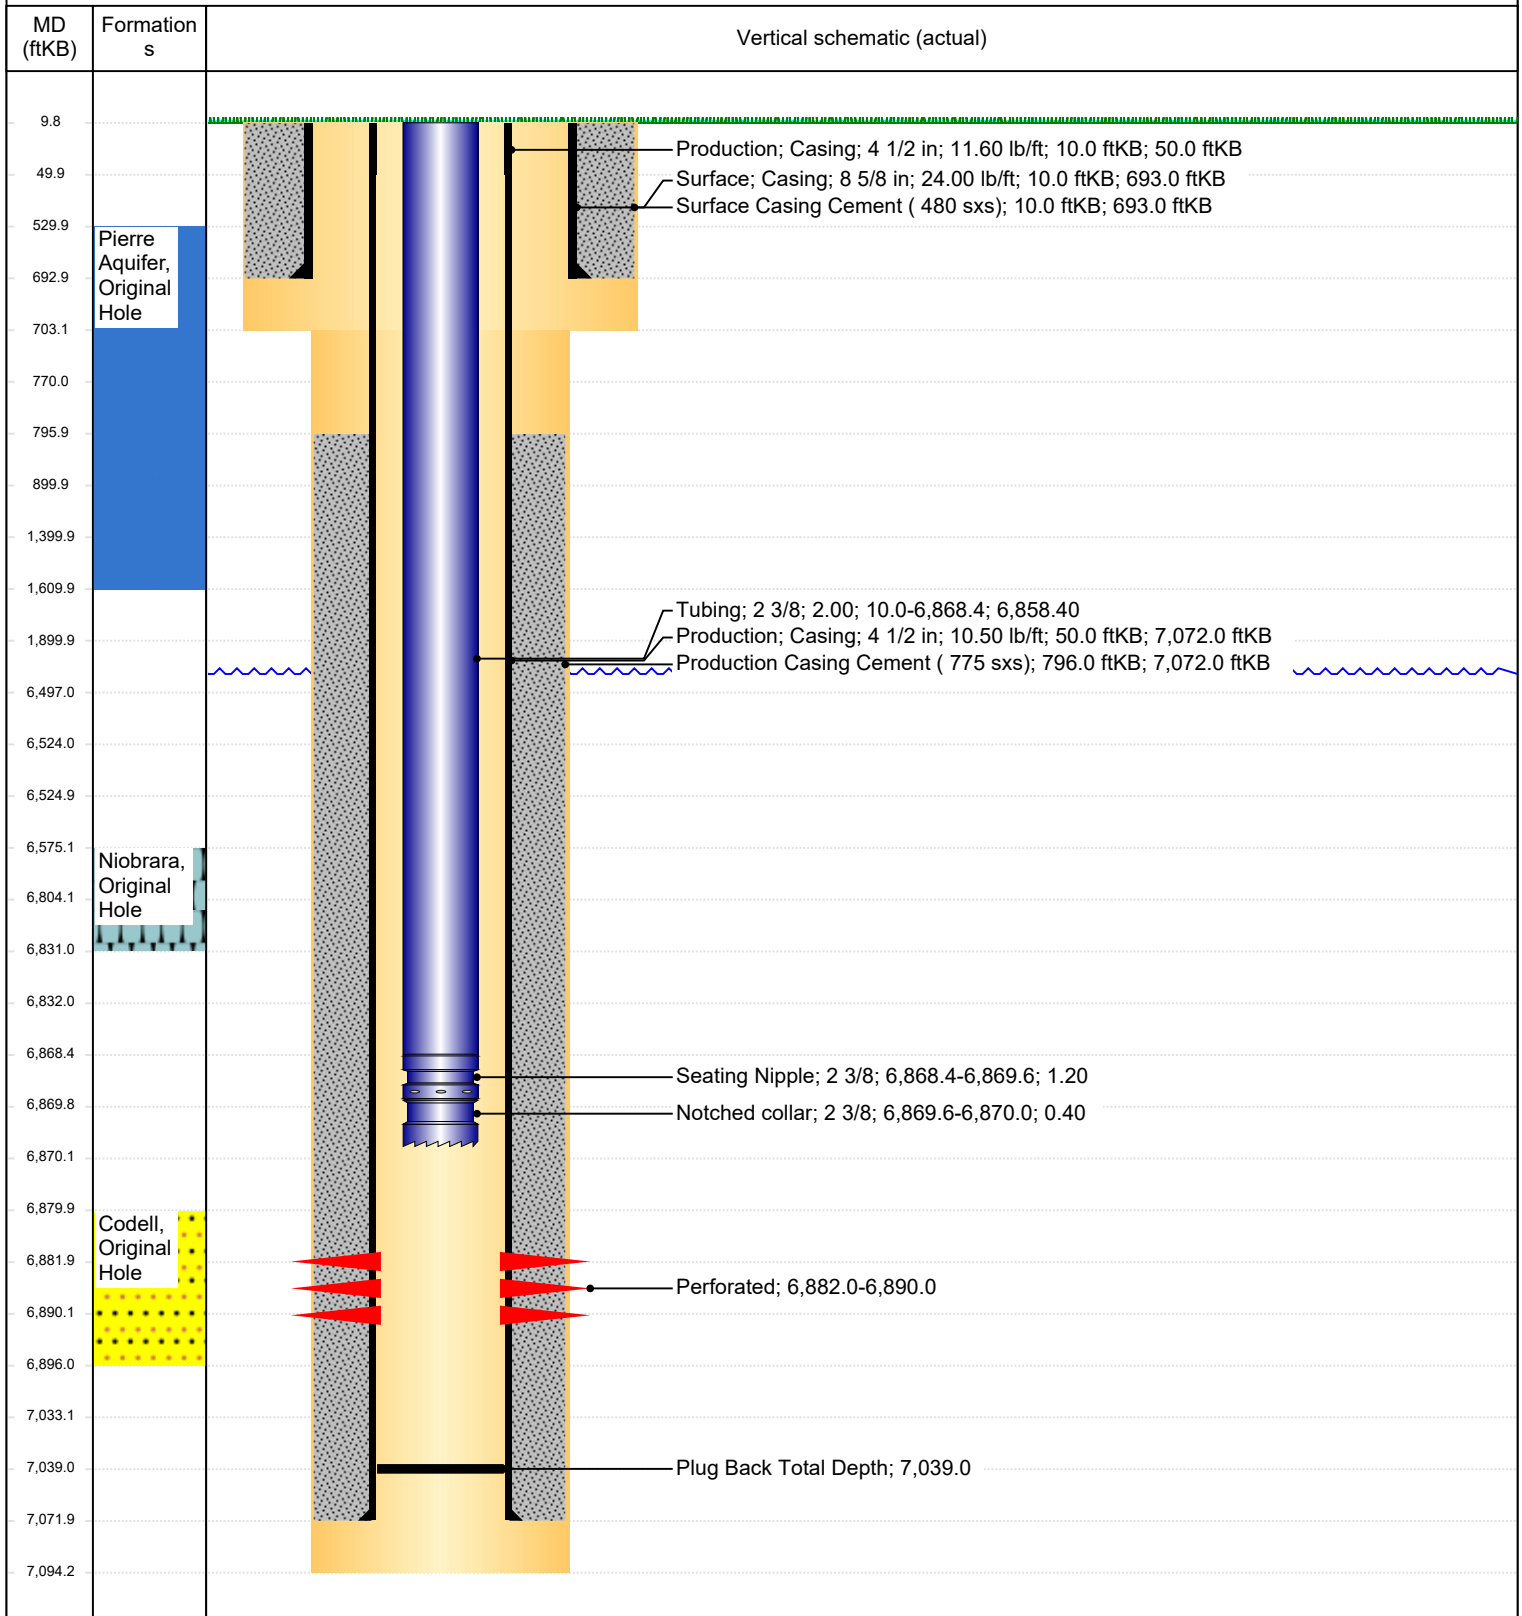 MD
(ftKB)
Formation
s
Vertical schematic (actual)
9.8
49.9
529.9
692.9
703.1
770.0
795.9
899.9
1,399.9
1,609.9
1,899.9
6,497.0
6,524.0
6,524.9
6,575.1
6,804.1
6,831.0
6,832.0
6,868.4
6,869.8
6,870.1
6,879.9
6,881.9
6,890.1
6,896.0
7,033.1
7,039.0
7,071.9
7,094.2
Pierre
Aquifer,
Original
Hole
Niobrara,
Original
Hole
Codell,
Original
Hole
Production; Casing; 4 1/2 in; 11.60 lb/ft; 10.0 ftKB; 50.0 ftKB
Surface; Casing; 8 5/8 in; 24.00 lb/ft; 10.0 ftKB; 693.0 ftKB
Surface Casing Cement ( 480 sxs); 10.0 ftKB; 693.0 ftKB
Tubing; 2 3/8; 2.00; 10.0-6,868.4; 6,858.40
Production; Casing; 4 1/2 in; 10.50 lb/ft; 50.0 ftKB; 7,072.0 ftKB
Production Casing Cement ( 775 sxs); 796.0 ftKB; 7,072.0 ftKB
Seating Nipple; 2 3/8; 6,868.4-6,869.6; 1.20
Notched collar; 2 3/8; 6,869.6-6,870.0; 0.40
Perforated; 6,882.0-6,890.0
Plug Back Total Depth; 7,039.0